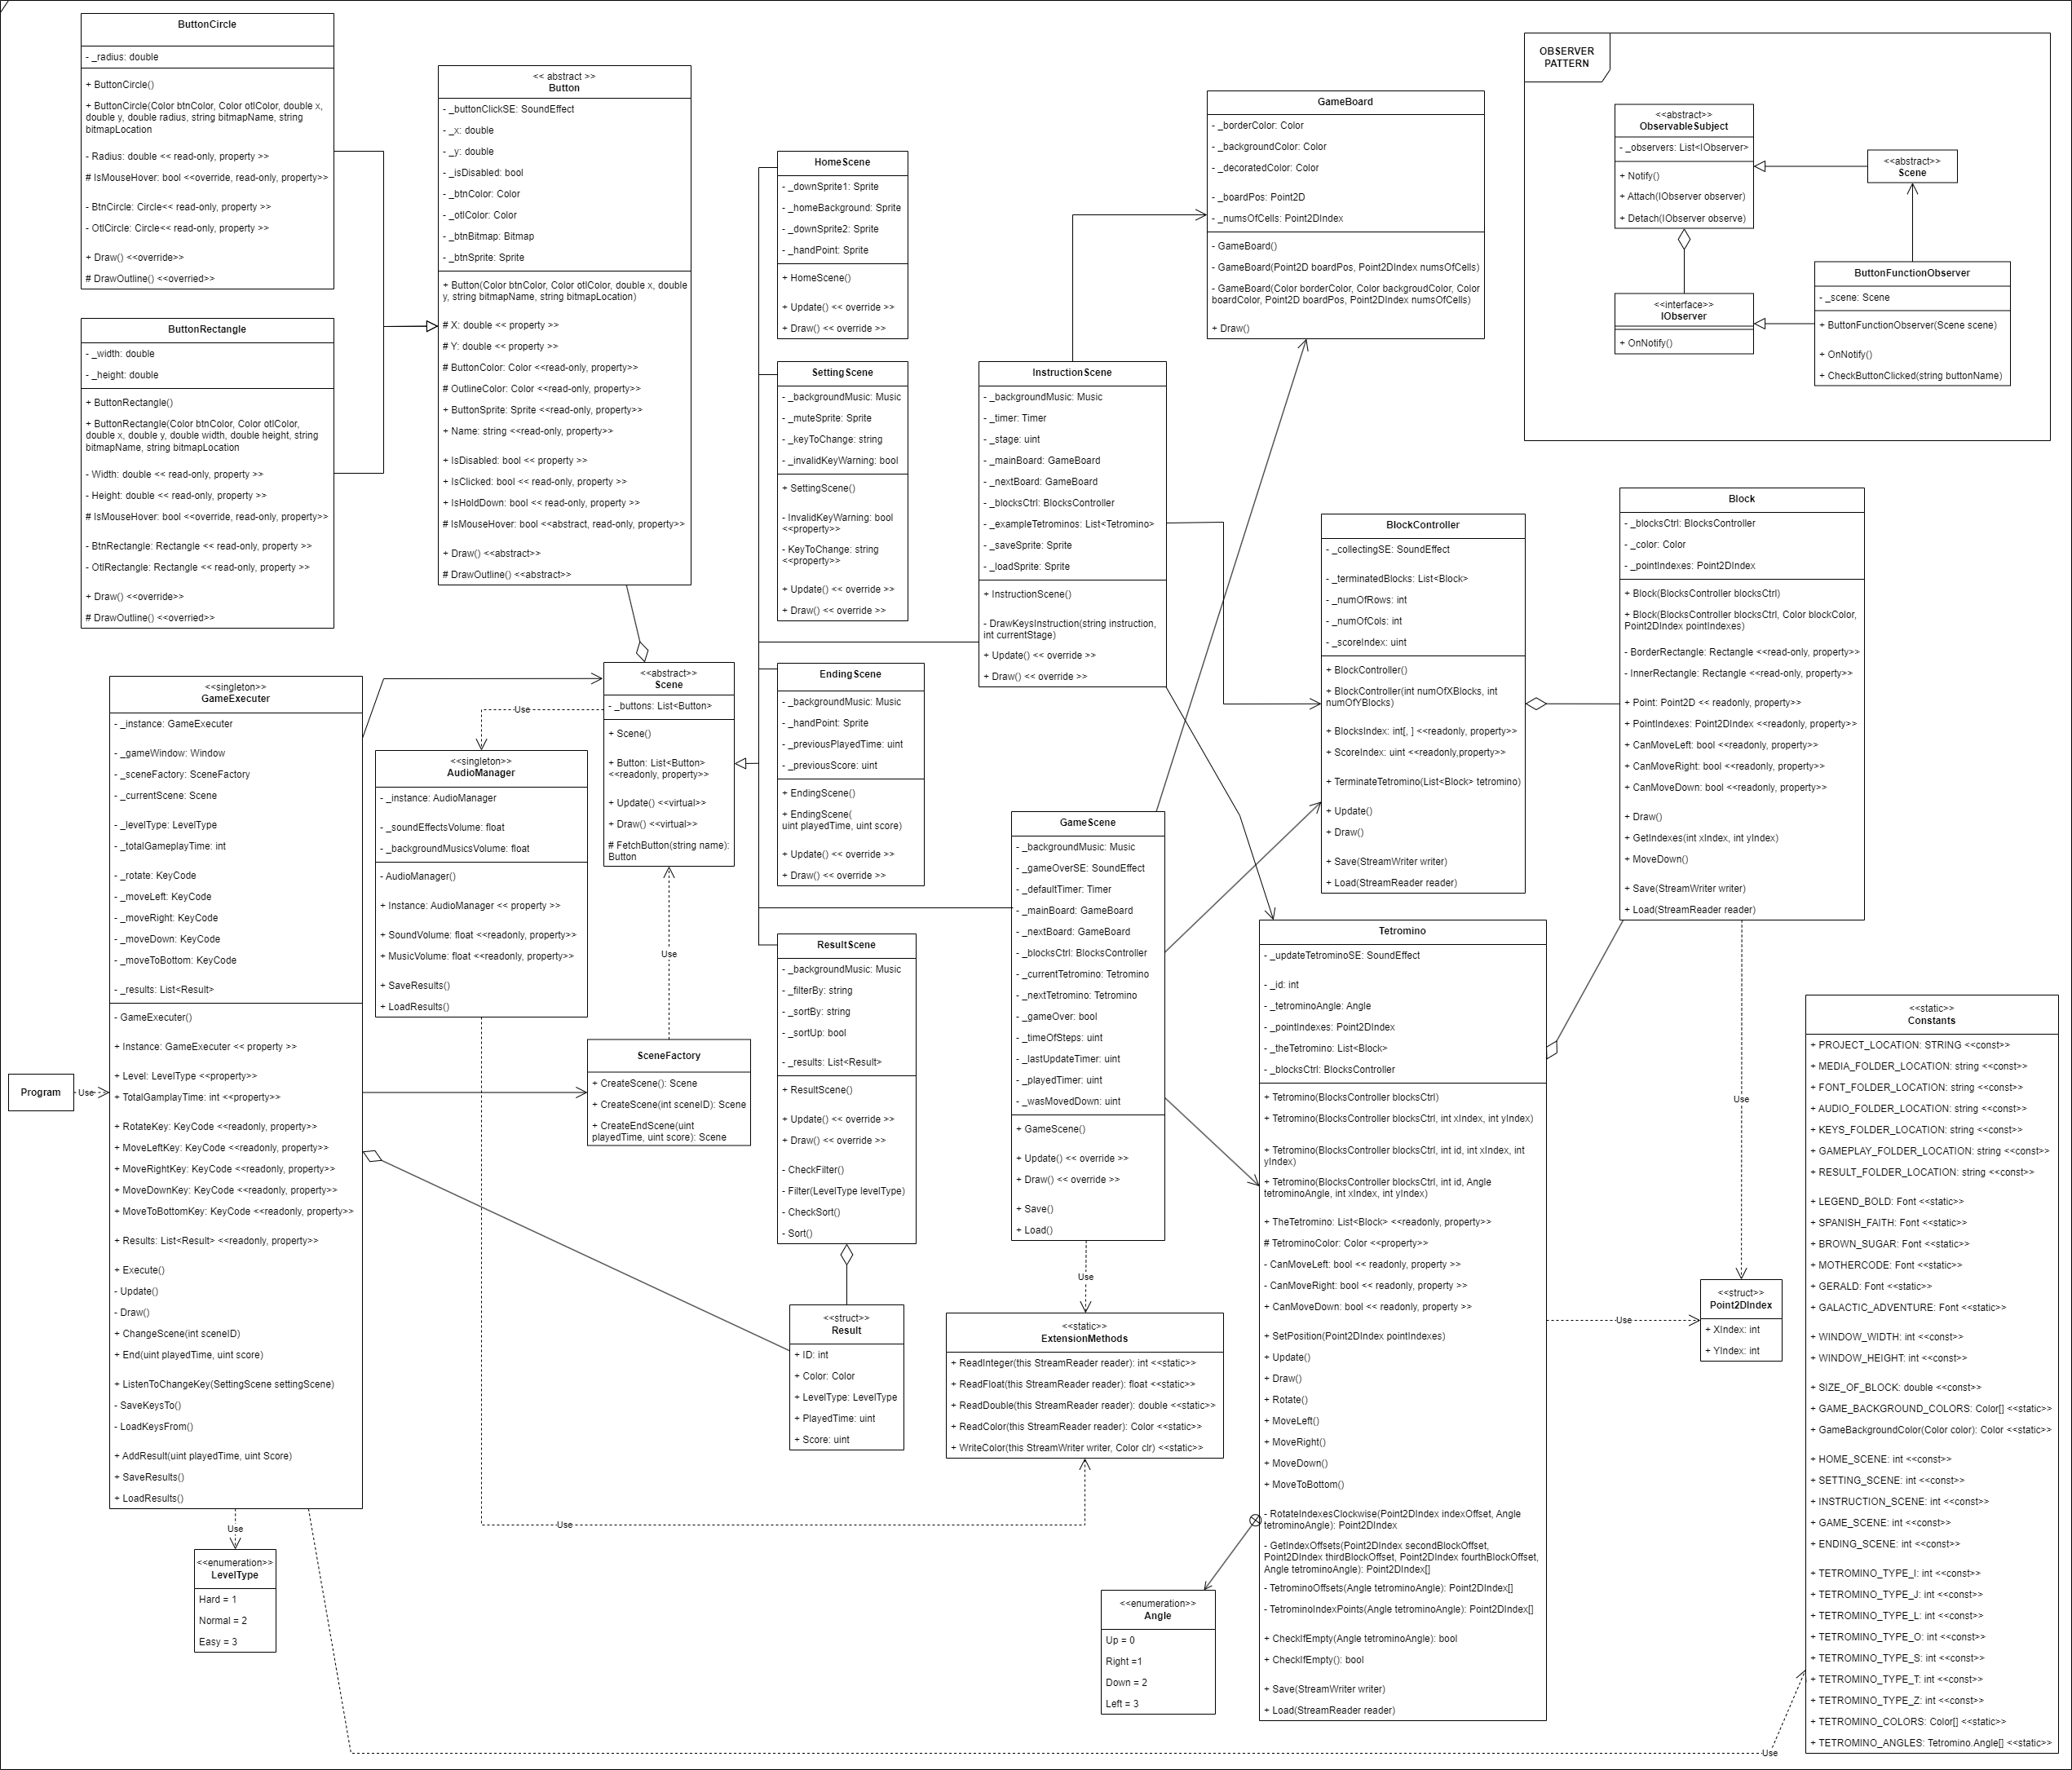 ButtonCircle
- _radius: double
+ ButtonCircle()
+ ButtonCircle(Color btnColor, Color otlColor, double x,
double y, double radius, string bitmapName, string
bitmapLocation
- Radius: double << read-only, property >>
# IsMouseHover: bool <<override, read-only, property>>
- BtnCircle: Circle<< read-only, property >>
- OtlCircle: Circle<< read-only, property >>
+ Draw() <<override>>
# DrawOutline() <<overried>>
ButtonRectangle
- _width: double
- _height: double
+ ButtonRectangle()
+ ButtonRectangle(Color btnColor, Color otlColor,
double x, double y, double width, double height, string
bitmapName, string bitmapLocation
- Width: double << read-only, property >>
- Height: double << read-only, property >>
# IsMouseHover: bool <<override, read-only, property>>
- BtnRectangle: Rectangle << read-only, property >>
- OtlRectangle: Rectangle << read-only, property >>
+ Draw() <<override>>
# DrawOutline() <<overried>>
<< abstract >>
Button
- _buttonClickSE: SoundEffect
- _x: double
- _y: double
- _isDisabled: bool
- _btnColor: Color
- _otlColor: Color
- _btnBitmap: Bitmap
- _btnSprite: Sprite
+ Button(Color btnColor, Color otlColor, double x, double
y, string bitmapName, string bitmapLocation)
# X: double << property >>
# Y: double << property >>
# ButtonColor: Color <<read-only, property>>
# OutlineColor: Color <<read-only, property>>
+ ButtonSprite: Sprite <<read-only, property>>
+ Name: string <<read-only, property>>
+ IsDisabled: bool << property >>
+ IsClicked: bool << read-only, property >>
+ IsHoldDown: bool << read-only, property >>
# IsMouseHover: bool <<abstract, read-only, property>>
+ Draw() <<abstract>>
# DrawOutline() <<abstract>>
HomeScene
- _downSprite1: Sprite
- _homeBackground: Sprite
- _downSprite2: Sprite
- _handPoint: Sprite
+ HomeScene()
+ Update() << override >>
+ Draw() << override >>
SettingScene
- _backgroundMusic: Music
- _muteSprite: Sprite
- _keyToChange: string
- _invalidKeyWarning: bool
+ SettingScene()
- InvalidKeyWarning: bool
<<property>>
- KeyToChange: string
<<property>>
+ Update() << override >>
+ Draw() << override >>
EndingScene
- _backgroundMusic: Music
- _handPoint: Sprite
- _previousPlayedTime: uint
- _previousScore: uint
+ EndingScene()
+ EndingScene(
uint playedTime, uint score)
+ Update() << override >>
+ Draw() << override >>
ResultScene
- _backgroundMusic: Music
- _filterBy: string
- _sortBy: string
- _sortUp: bool
- _results: List<Result>
+ ResultScene()
+ Update() << override >>
+ Draw() << override >>
- CheckFilter()
- Filter(LevelType levelType)
- CheckSort()
- Sort()
<<struct>>
Result
+ ID: int
+ Color: Color
+ LevelType: LevelType
+ PlayedTime: uint
+ Score: uint
InstructionScene
- _backgroundMusic: Music
- _timer: Timer
- _stage: uint
- _mainBoard: GameBoard
- _nextBoard: GameBoard
- _blocksCtrl: BlocksController
- _exampleTetrominos: List<Tetromino>
- _saveSprite: Sprite
- _loadSprite: Sprite
+ InstructionScene()
- DrawKeysInstruction(string instruction,
int currentStage)
+ Update() << override >>
+ Draw() << override >>
GameBoard
- _borderColor: Color
- _backgroundColor: Color
- _decoratedColor: Color
- _boardPos: Point2D
- _numsOfCells: Point2DIndex
- GameBoard()
- GameBoard(Point2D boardPos, Point2DIndex numsOfCells)
- GameBoard(Color borderColor, Color backgroudColor, Color
boardColor, Point2D boardPos, Point2DIndex numsOfCells)
+ Draw()
OBSERVER
PATTERN
<<abstract>>
ObservableSubject
- _observers: List<IObserver>
+ Notify()
+ Attach(IObserver observer)
+ Detach(IObserver observe)
<<abstract>>
Scene
<<interface>>
IObserver
+ OnNotify()
ButtonFunctionObserver
- _scene: Scene
+ ButtonFunctionObserver(Scene scene)
+ OnNotify()
+ CheckButtonClicked(string buttonName)
BlockController
- _collectingSE: SoundEffect
- _terminatedBlocks: List<Block>
- _numOfRows: int
- _numOfCols: int
- _scoreIndex: uint
+ BlockController()
+ BlockController(int numOfXBlocks, int
numOfYBlocks)
+ BlocksIndex: int[, ] <<readonly, property>>
+ ScoreIndex: uint <<readonly,property>>
+ TerminateTetromino(List<Block> tetromino)
+ Update()
+ Draw()
+ Save(StreamWriter writer)
+ Load(StreamReader reader)
Block
- _blocksCtrl: BlocksController
- _color: Color
- _pointIndexes: Point2DIndex
+ Block(BlocksController blocksCtrl)
+ Block(BlocksController blocksCtrl, Color blockColor,
Point2DIndex pointIndexes)
- BorderRectangle: Rectangle <<read-only, property>>
- InnerRectangle: Rectangle <<read-only, property>>
+ Point: Point2D << readonly, property>>
+ PointIndexes: Point2DIndex <<readonly, property>>
+ CanMoveLeft: bool <<readonly, property>>
+ CanMoveRight: bool <<readonly, property>>
+ CanMoveDown: bool <<readonly, property>>
+ Draw()
+ GetIndexes(int xIndex, int yIndex)
+ MoveDown()
+ Save(StreamWriter writer)
+ Load(StreamReader reader)
<<singleton>>
GameExecuter
- _instance: GameExecuter
- _gameWindow: Window
- _sceneFactory: SceneFactory
- _currentScene: Scene
- _levelType: LevelType
- _totalGameplayTime: int
- _rotate: KeyCode
- _moveLeft: KeyCode
- _moveRight: KeyCode
- _moveDown: KeyCode
- _moveToBottom: KeyCode
- _results: List<Result>
- GameExecuter()
+ Instance: GameExecuter << property >>
+ Level: LevelType <<property>>
+ TotalGamplayTime: int <<property>>
+ RotateKey: KeyCode <<readonly, property>>
+ MoveLeftKey: KeyCode <<readonly, property>>
+ MoveRightKey: KeyCode <<readonly, property>>
+ MoveDownKey: KeyCode <<readonly, property>>
+ MoveToBottomKey: KeyCode <<readonly, property>>
+ Results: List<Result> <<readonly, property>>
+ Execute()
- Update()
- Draw()
+ ChangeScene(int sceneID)
+ End(uint playedTime, uint score)
+ ListenToChangeKey(SettingScene settingScene)
- SaveKeysTo()
- LoadKeysFrom()
+ AddResult(uint playedTime, uint Score)
+ SaveResults()
+ LoadResults()
Program
Use
Use
<<enumeration>>
LevelType
Hard = 1
Normal = 2
Easy = 3
<<singleton>>
AudioManager
- _instance: AudioManager
- _soundEffectsVolume: float
- _backgroundMusicsVolume: float
- AudioManager()
+ Instance: AudioManager << property >>
+ SoundVolume: float <<readonly, property>>
+ MusicVolume: float <<readonly, property>>
+ SaveResults()
+ LoadResults()
Use
<<abstract>>
Scene
- _buttons: List<Button>
+ Scene()
+ Button: List<Button>
<<readonly, property>>
+ Update() <<virtual>>
+ Draw() <<virtual>>
# FetchButton(string name):
Button
Use
SceneFactory
+ CreateScene(): Scene
+ CreateScene(int sceneID): Scene
+ CreateEndScene(uint
playedTime, uint score): Scene
GameScene
- _backgroundMusic: Music
- _gameOverSE: SoundEffect
- _defaultTimer: Timer
- _mainBoard: GameBoard
- _nextBoard: GameBoard
- _blocksCtrl: BlocksController
- _currentTetromino: Tetromino
- _nextTetromino: Tetromino
- _gameOver: bool
- _timeOfSteps: uint
- _lastUpdateTimer: uint
- _playedTimer: uint
- _wasMovedDown: uint
+ GameScene()
+ Update() << override >>
+ Draw() << override >>
+ Save()
+ Load()
Use
<<static>>
ExtensionMethods
+ ReadInteger(this StreamReader reader): int <<static>>
+ ReadFloat(this StreamReader reader): float <<static>>
+ ReadDouble(this StreamReader reader): double <<static>>
+ ReadColor(this StreamReader reader): Color <<static>>
+ WriteColor(this StreamWriter writer, Color clr) <<static>>
Use
<<enumeration>>
Angle
Up = 0
Right =1
Down = 2
Left = 3
Tetromino
- _updateTetrominoSE: SoundEffect
- _id: int
- _tetrominoAngle: Angle
- _pointIndexes: Point2DIndex
- _theTetromino: List<Block>
- _blocksCtrl: BlocksController
+ Tetromino(BlocksController blocksCtrl)
+ Tetromino(BlocksController blocksCtrl, int xIndex, int yIndex)
+ Tetromino(BlocksController blocksCtrl, int id, int xIndex, int
yIndex)
+ Tetromino(BlocksController blocksCtrl, int id, Angle
tetrominoAngle, int xIndex, int yIndex)
+ TheTetromino: List<Block> <<readonly, property>>
# TetrominoColor: Color <<property>>
- CanMoveLeft: bool << readonly, property >>
- CanMoveRight: bool << readonly, property >>
+ CanMoveDown: bool << readonly, property >>
+ SetPosition(Point2DIndex pointIndexes)
+ Update()
+ Draw()
+ Rotate()
+ MoveLeft()
+ MoveRight()
+ MoveDown()
+ MoveToBottom()
- RotateIndexesClockwise(Point2DIndex indexOffset, Angle
tetrominoAngle): Point2DIndex
- GetIndexOffsets(Point2DIndex secondBlockOffset,
Point2DIndex thirdBlockOffset, Point2DIndex fourthBlockOffset,
Angle tetrominoAngle): Point2DIndex[]
- TetrominoOffsets(Angle tetrominoAngle): Point2DIndex[]
- TetrominoIndexPoints(Angle tetrominoAngle): Point2DIndex[]
+ CheckIfEmpty(Angle tetrominoAngle): bool
+ CheckIfEmpty(): bool
+ Save(StreamWriter writer)
+ Load(StreamReader reader)
Use
Use
<<struct>>
Point2DIndex
+ XIndex: int
+ YIndex: int
<<static>>
Constants
+ PROJECT_LOCATION: STRING <<const>>
+ MEDIA_FOLDER_LOCATION: string <<const>>
+ FONT_FOLDER_LOCATION: string <<const>>
+ AUDIO_FOLDER_LOCATION: string <<const>>
+ KEYS_FOLDER_LOCATION: string <<const>>
+ GAMEPLAY_FOLDER_LOCATION: string <<const>>
+ RESULT_FOLDER_LOCATION: string <<const>>
+ LEGEND_BOLD: Font <<static>>
+ SPANISH_FAITH: Font <<static>>
+ BROWN_SUGAR: Font <<static>>
+ MOTHERCODE: Font <<static>>
+ GERALD: Font <<static>>
+ GALACTIC_ADVENTURE: Font <<static>>
+ WINDOW_WIDTH: int <<const>>
+ WINDOW_HEIGHT: int <<const>>
+ SIZE_OF_BLOCK: double <<const>>
+ GAME_BACKGROUND_COLORS: Color[] <<static>>
+ GameBackgroundColor(Color color): Color <<static>>
+ HOME_SCENE: int <<const>>
+ SETTING_SCENE: int <<const>>
+ INSTRUCTION_SCENE: int <<const>>
+ GAME_SCENE: int <<const>>
+ ENDING_SCENE: int <<const>>
+ TETROMINO_TYPE_I: int <<const>>
+ TETROMINO_TYPE_J: int <<const>>
+ TETROMINO_TYPE_L: int <<const>>
+ TETROMINO_TYPE_O: int <<const>>
+ TETROMINO_TYPE_S: int <<const>>
+ TETROMINO_TYPE_T: int <<const>>
+ TETROMINO_TYPE_Z: int <<const>>
+ TETROMINO_COLORS: Color[] <<static>>
+ TETROMINO_ANGLES: Tetromino.Angle[] <<static>>
Use